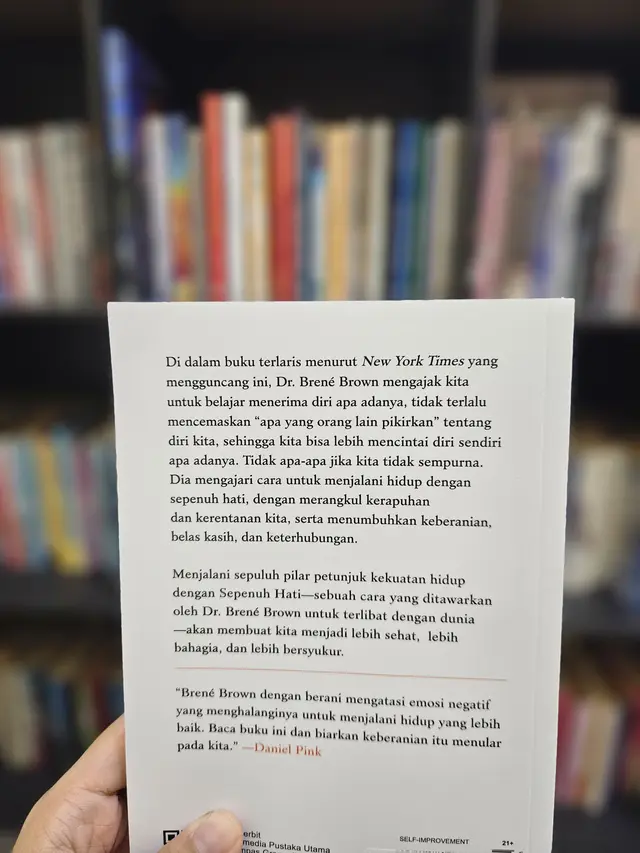 Di dalam buku terlaris menurut New York Times yang
mengguncang ini, Dr. Brené Brown mengajak kita
untuk belajar menerima diri apa adanya, tidak terlalu
mencemaskan “apa yang orang lain pikirkan” tentang
diri kita, sehingga kita bisa lebih mencintai diri sendiri
apa adanya. Tidak apa-apa jika kita tidak sempurna.
Dia mengajari cara untuk menjalani hidup dengan
sepenuh hati, dengan merangkul kerapuhan
dan kerentanan kita, serta menumbuhkan keberanian,
belas kasih, dan keterhubungan.
Menjalani sepuluh pilar petunjuk kekuatan hidup
dengan Sepenuh Hati—sebuah cara yang ditawarkan
oleh Dr. Brené Brown untuk terlibat dengan dunia
—akan membuat kita menjadi lebih sehat, lebih
bahagia, dan lebih bersyukur.
“Brené Brown dengan berani mengatasi emosi negatif
yang menghalanginya untuk menjalani hidup yang lebih
baik. Baca buku ini dan biarkan keberanian itu menular
pada kita.” —Daniel Pink
erbit
media Pustaka Utama
SELF-IMPROVEMENT 21+